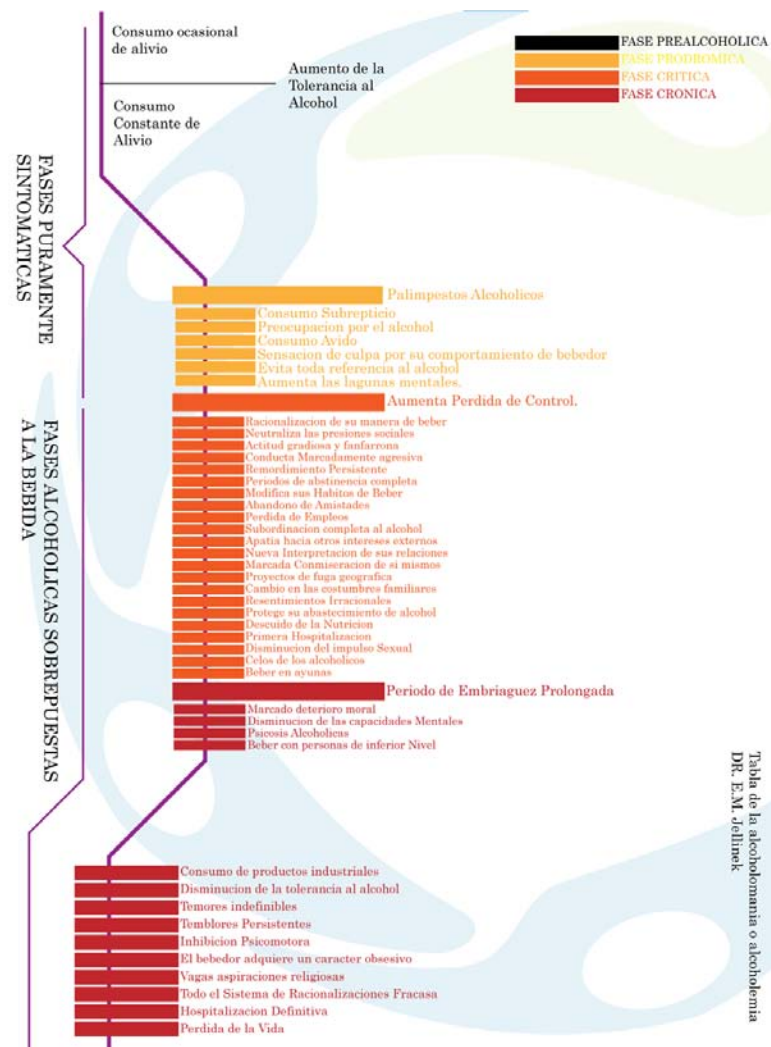 Consumo ocasional
de alivio
Aumento de la
Tolerancia al
Alcohol
Consumo
Constante de
Alivio
FASE PREALCOHOLICA
FASE PRODROMICA
FASE CRITICA
FASE CRONICA
FASES PURAMENTE
SINTOMATICAS
Palimpestos Alcoholicos
Consumo Subrepticio
Preocupacion por el alcohol
Consumo Avido
Sensacion de culpa por su comportamiento de bebedor
Evita toda referencia al alcohol
Aumenta las lagunas mentales.
Aumenta Perdida de Control.
FASES ALCOHOLICAS SOBREPUESTAS
A LA BEBIDA
Racionalizacion de su manera de beber
Neutraliza las presiones sociales
Actitud gradiosa y fanfarrona
Conducta Marcadamente agresiva
Remordimiento Persistente
Periodos de abstinencia completa
Modifica sus Habitos de Beber
Abandono de Amistades
Perdida de Empleos
Subordinacion completa al alcohol
Apatia hacia otros intereses externos
Nueva Interpretacion de sus relaciones
Marcada Conmiseracion de si mismos
Proyectos de fuga geografica
Cambio en las costumbres familiares
Resentimientos Irracionales
Protege su abastecimiento de alcohol
Descuido de la Nutricion
Primera Hospitalizacion
Disminucion del impulso Sexual
Celos de los alcoholicos
Beber en ayunas
Periodo de Embriaguez Prolongada
Marcado deterioro moral
Disminucion de las capacidades Mentales
Psicosis Alcoholicas
Beber con personas de inferior Nivel
Tabla de la alcoholomania o alcoholemia
DR. E.M. Jellinek
Consumo de productos industriales
Disminucion de la tolerancia al alcohol
Temores indefinibles
Temblores Persistentes
Inhibicion Psicomotora
El bebedor adquiere un caracter obsesivo
Vagas aspiraciones religiosas
Todo el Sistema de Racionalizaciones Fracasa
Hospitalizacion Definitiva
Perdida de la Vida